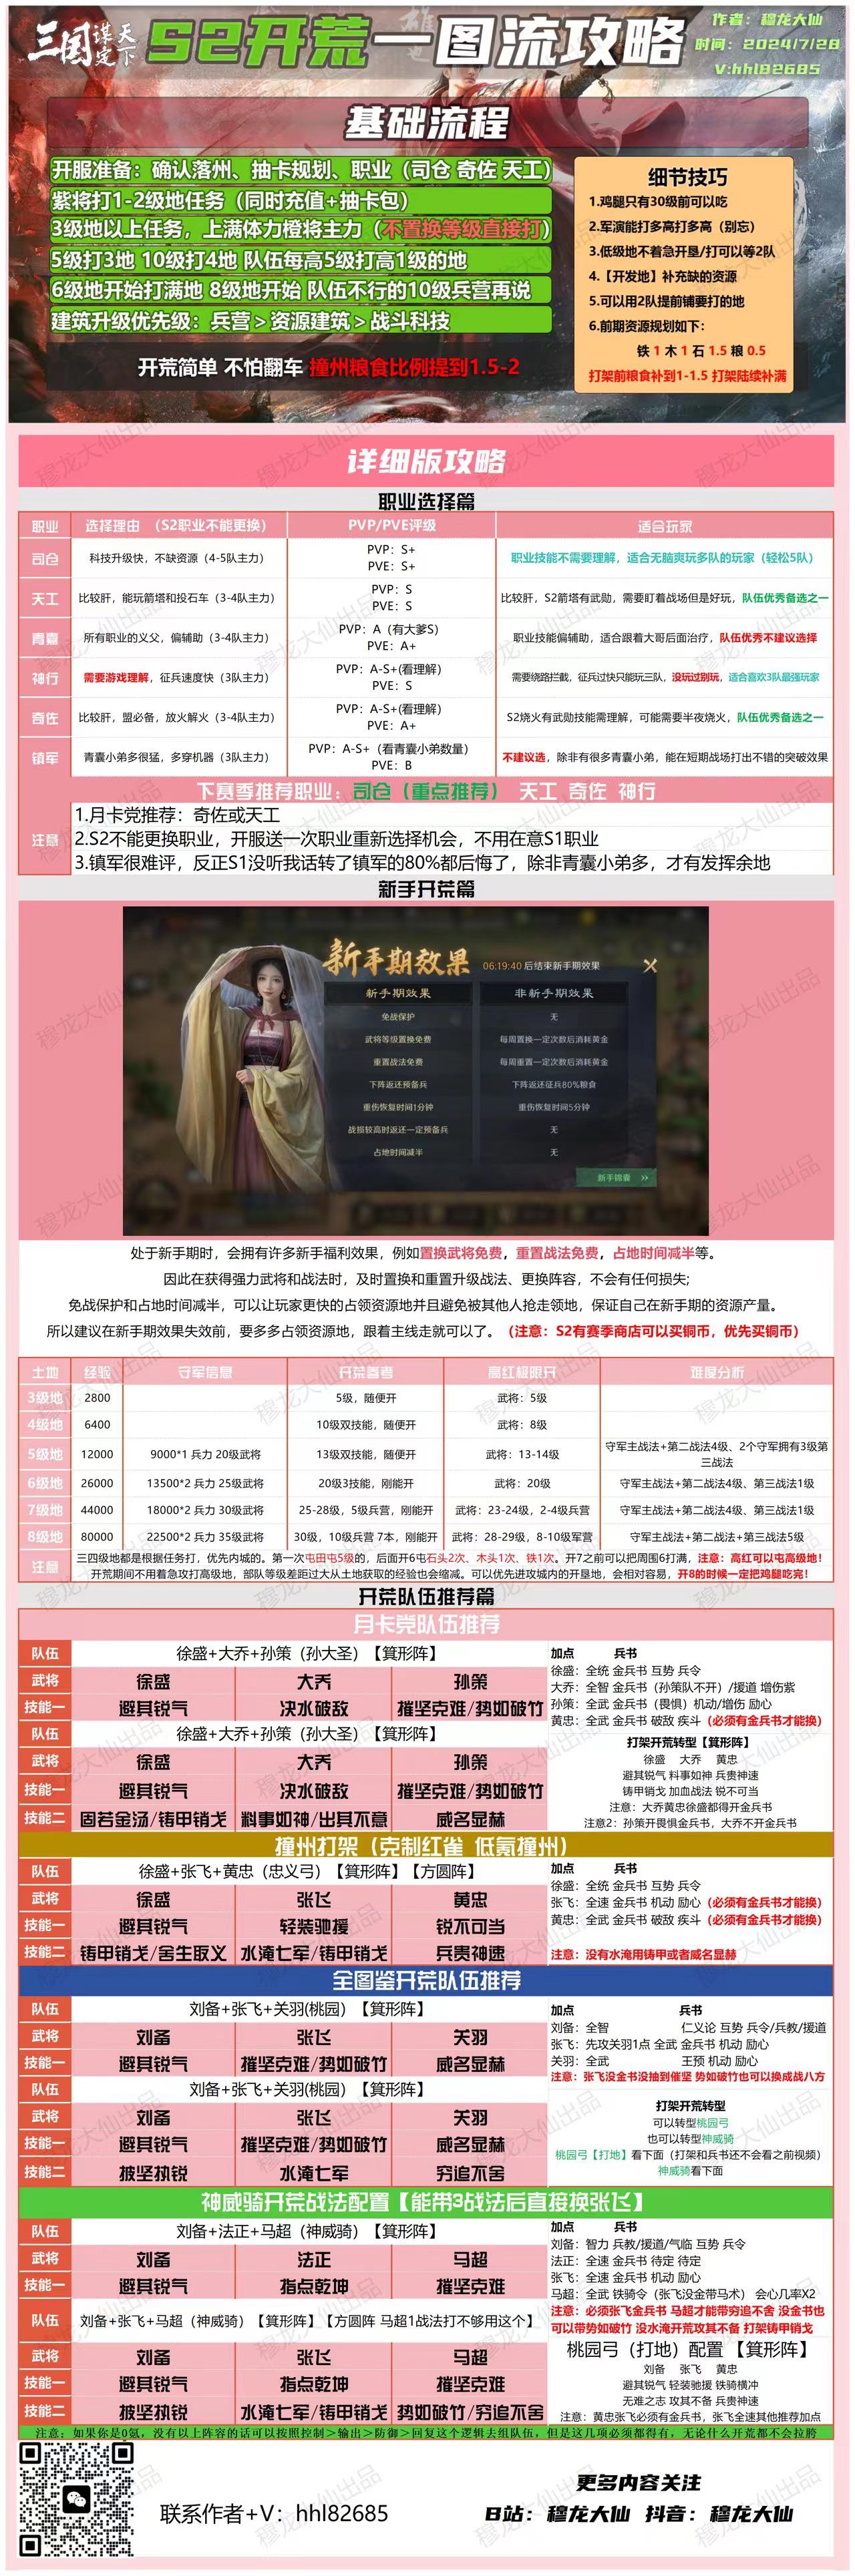 三国谋定天下
S2开荒一图流攻略
作者：穆龙大仙
时间：2024/7/28
V:hhl82685
基础流程
开服准备：确认落州、抽卡规划、职业（司仓 奇佐 天工）
紫将打1-2级地任务（同时充值+抽卡包）
3级地以上任务，上满体力橙将主力（不置换等级直接打）
5级打3地 10级打4地 队伍每高5级打高1级的地
6级地开始打满地 8级地开始 队伍不行的10级兵营再说
建筑升级优先级：兵营＞资源建筑＞战斗科技
开荒简单 不怕翻车 撞州粮食比例提到1.5-2
细节技巧
1.鸡腿只有30级前可以吃
2.军演能打多高打多高（别忘）
3.低级地不着急开垦/打可以等2队
4.【开发地】补充缺的资源
5.可以用2队提前铺要打的地
6.前期资源规划如下：
铁 1 木 1 石 1.5 粮 0.5
打架前粮食补到1-1.5 打架陆续补满
详细版攻略
职业选择篇
职业 选择理由 （S2职业不能更换） PVP/PVE评级 适合玩家
司仓 科技升级快，不缺资源（4-5队主力） PVP：S+ PVE：S+ 职业技能不需要理解，适合无脑爽玩多队的玩家（轻松5队）
天工 比较肝，能玩箭塔和投石车（3-4队主力） PVP：S PVE：S 比较肝，S2箭塔有武勋，需要盯着战场但是好玩，队伍优秀备选之一
青囊 所有职业的义父，偏辅助（3-4队主力） PVP：A（有大爹S） PVE：A+ 职业技能偏辅助，适合跟着大哥后面治疗，队伍优秀不建议选择
神行 需要游戏理解，征兵速度快（3队主力） PVP：A-S+(看理解) PVE：S 需要绕路拦截，征兵过快只能玩三队，没玩过别玩，适合喜欢3队最强玩家
奇佐 比较肝，盟必备，放火解火（3-4队主力） PVP：A-S+(看理解) PVE：A+ S2烧火有武勋技能需理解，可能需要半夜烧火，队伍优秀备选之一
镇军 青囊小弟多很猛，多穿机器（3队主力） PVP：A-S+（看青囊小弟数量） PVE：B 不建议选，除非有很多青囊小弟，能在短期战场打出不错的突破效果
下赛季推荐职业：司仓（重点推荐） 天工 奇佐 神行
注意
1.月卡党推荐：奇佐或天工
2.S2不能更换职业，开服送一次职业重新选择机会，不用在意S1职业
3.镇军很难评，反正S1没听我话转了镇军的80%都后悔了，除非青囊小弟多，才有发挥余地
新手开荒篇
新手期效果 06:19:40 后结束新手期效果
新手期效果 非新手期效果
免战保护 无
武将等级置换免费 每周置换一定次数后消耗黄金
重置战法免费 每周重置一定次数后消耗黄金
下阵返还预备兵 下阵返还征兵80%粮食
重伤恢复时间1分钟 重伤恢复时间5分钟
战损较高时返还一定预备兵 无
占地时间减半 无
新手锦囊 >>
处于新手期时，会拥有许多新手福利效果，例如置换武将免费，重置战法免费，占地时间减半等。
因此在获得强力武将和战法时，及时置换和重置升级战法、更换阵容，不会有任何损失;
免战保护和占地时间减半，可以让玩家更快的占领资源地并且避免被其他人抢走领地，保证自己在新手期的资源产量。
所以建议在新手期效果失效前，要多多占领资源地，跟着主线走就可以了。（注意：S2有赛季商店可以买铜币，优先买铜币）
土地 经验 守军信息 开荒参考 高红极限开 难度分析
3级地 2800 5级，随便开 武将：5级
4级地 6400 10级双技能，随便开 武将：8级
5级地 12000 9000*1 兵力 20级武将 13级双技能，随便开 武将：13-14级 守军主战法+第二战法4级、2个守军拥有3级第三战法
6级地 26000 13500*2 兵力 25级武将 20级3技能，刚能开 武将：20级 守军主战法+第二战法4级、第三战法1级
7级地 44000 18000*2 兵力 30级武将 25-28级，5级兵营，刚能开 武将：23-24级，2-4级兵营 守军主战法+第二战法4级、第三战法1级
8级地 80000 22500*2 兵力 35级武将 30级，10级兵营 7本，刚能开 武将：28-29级，8-10级军营 守军主战法+第二战法+第三战法5级
注意
三四级地都是根据任务打，优先内城的。第一次屯田屯5级的，后面开6屯石头2次、木头1次、铁1次。开7之前可以把周围6打满，注意：高红可以屯高级地！
开荒期间不用着急攻打高级地，部队等级差距过大从土地获取的经验也会缩减。可以优先进攻城内的开垦地，会相对容易，开8的时候一定把鸡腿吃完！
开荒队伍推荐篇
月卡党队伍推荐
队伍 徐盛+大乔+孙策（孙大圣）【箕形阵】
武将 徐盛 大乔 孙策
技能一 避其锐气 决水破敌 摧坚克难/势如破竹
队伍 徐盛+大乔+孙策（孙大圣）【箕形阵】
武将 徐盛 大乔 孙策
技能一 避其锐气 决水破敌 摧坚克难/势如破竹
技能二 固若金汤/铸甲销戈 料事如神/出其不意 威名显赫
加点 兵书
徐盛：全统 金兵书 互势 兵令
大乔：全智 金兵书（孙策队不开）/援道 增伤紫
孙策：全武 金兵书（畏惧）机动/增伤 励心
黄忠：全武 金兵书 破敌 疾斗（必须有金兵书才能换）
打架开荒转型【箕形阵】
徐盛 大乔 黄忠
避其锐气 料事如神 兵贵神速
铸甲销戈 加血战法 锐不可当
注意：大乔黄忠徐盛都得开金兵书
注意2：孙策开畏惧金兵书，大乔不开金兵书
撞州打架（克制红雀 低氪撞州）
队伍 徐盛+张飞+黄忠（忠义弓）【箕形阵】【方圆阵】
武将 徐盛 张飞 黄忠
技能一 避其锐气 轻装驰援 锐不可当
技能二 铸甲销戈/舍生取义 水淹七军/铸甲销戈 兵贵神速
加点 兵书
徐盛：全统 金兵书 互势 兵令
张飞：全速 金兵书 机动 励心（必须有金兵书才能换）
黄忠：全武 金兵书 破敌 疾斗（必须有金兵书才能换）
注意：没有水淹用铸甲或者威名显赫
全图鉴开荒队伍推荐
队伍 刘备+张飞+关羽(桃园）【箕形阵】
武将 刘备 张飞 关羽
技能一 避其锐气 摧坚克难/势如破竹 威名显赫
队伍 刘备+张飞+关羽(桃园）【箕形阵】
武将 刘备 张飞 关羽
技能一 避其锐气 摧坚克难/势如破竹 威名显赫
技能二 披坚执锐 水淹七军 穷追不舍
加点 兵书
刘备：全智 仁义论 互势 兵令/兵教/援道
张飞：先攻关羽1点 全武 金兵书 机动 励心
关羽：全武 王预 机动 励心
注意：张飞没金书没抽到催坚 势如破竹也可以换成战八方
打架开荒转型
可以转型桃园弓
也可以转型神威骑
桃园弓【打地】看下面（打架和兵书还不会看之前视频）
神威骑看下面
神威骑开荒战法配置【能带3战法后直接换张飞】
队伍 刘备+法正+马超（神威骑）【箕形阵】
武将 刘备 法正 马超
技能一 避其锐气 指点乾坤 摧坚克难
队伍 刘备+张飞+马超（神威骑）【箕形阵】【方圆阵 马超1战法打不够用这个】
武将 刘备 张飞 马超
技能一 避其锐气 指点乾坤 摧坚克难
技能二 披坚执锐 水淹七军/铸甲销戈 势如破竹/穷追不舍
加点 兵书
刘备：智力 兵教/援道/气临 互势 兵令
法正：全速 金兵书 待定 待定
张飞：全速 金兵书 机动 励心
马超：全武 铁骑令（张飞没金带马术） 会心几率X2
注意：必须张飞金兵书 马超才能带穷追不舍 没金书也
可以带势如破竹 没水淹开荒攻其不备 打架铸甲销戈
桃园弓（打地）配置 【箕形阵】
刘备 张飞 黄忠
避其锐气 轻装驰援 铁骑横冲
无难之志 攻其不备 兵贵神速
注意：黄忠张飞必须有金兵书，张飞全速其他推荐加点
注意：如果你是0氪，没有以上阵容的话可以按照控制＞输出＞防御＞回复这个逻辑去组队伍，但是这几项必须都得有，无论什么开荒都不会拉胯
联系作者+V：hhl82685
更多内容关注
B站：穆龙大仙 抖音：穆龙大仙
穆龙大仙出品